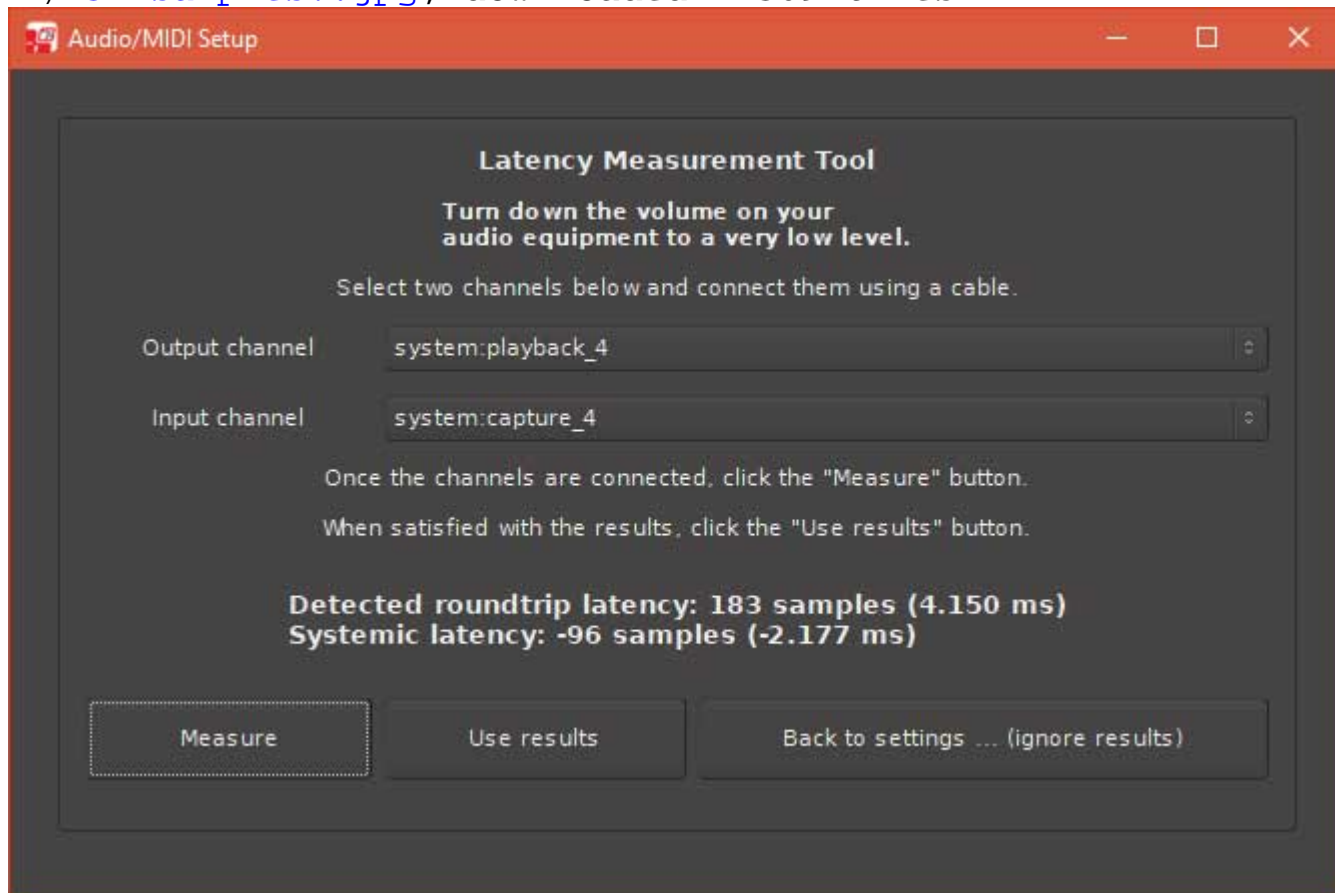 Audio/MIDI Setup
Latency Measurement Tool
Turn down the volume on your
audio equipment to a very low level.
Select two channels below and connect them using a cable.
Output channel system:playback_4
Input channel system:capture_4
Once the channels are connected, click the "Measure" button.
When satisfied with the results, click the "Use results" button.
Detected roundtrip latency: 183 samples (4.150 ms)
Systemic latency: -96 samples (-2.177 ms)
Measure Use results Back to settings ... (ignore results)